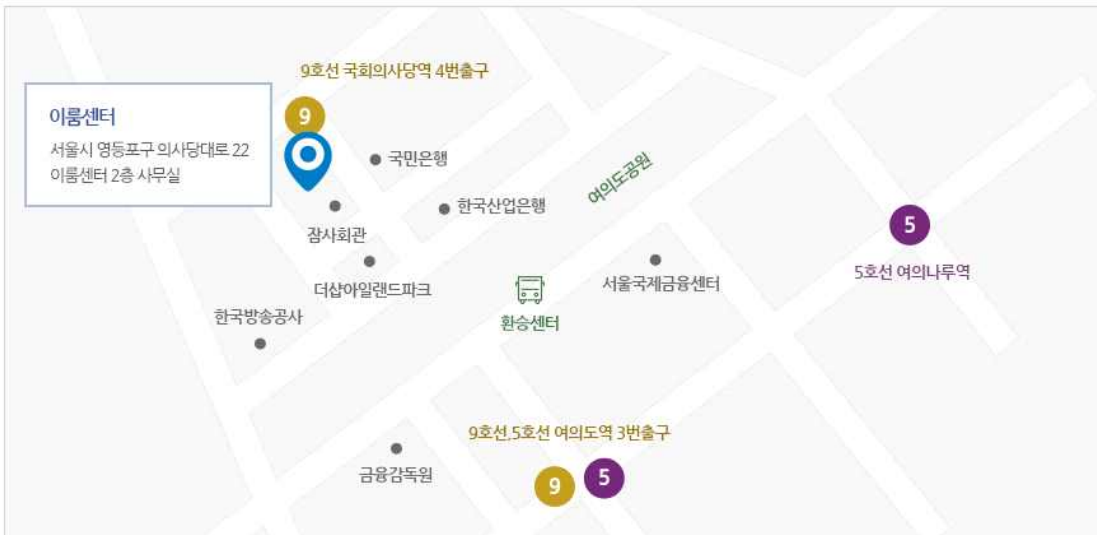 9호선 국회의사당역 4번출구
이룸센터
서울시 영등포구 의사당대로 22
이룸센터 2층 사무실
9
국민은행
한국산업은행
여의도공원
잠사회관
5
5호선 여의나루역
더샵아일랜드파크
서울국제금융센터
한국방송공사
환승센터
9호선,5호선 여의도역 3번출구
금융감독원
9
5